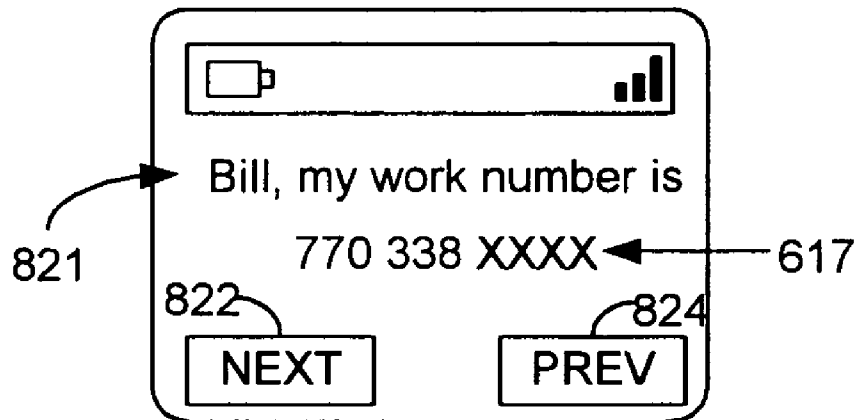 Bill, my work number is
821
770 338 XXXX
617
822
824
NEXT
PREV